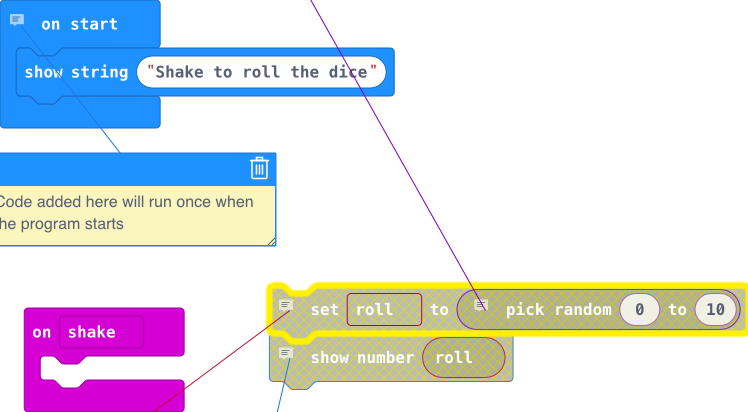 on start
show string "Shake to roll the dice"
Code added here will run once when
the program starts
set roll to pick random 0 to 10
on shake
show number roll